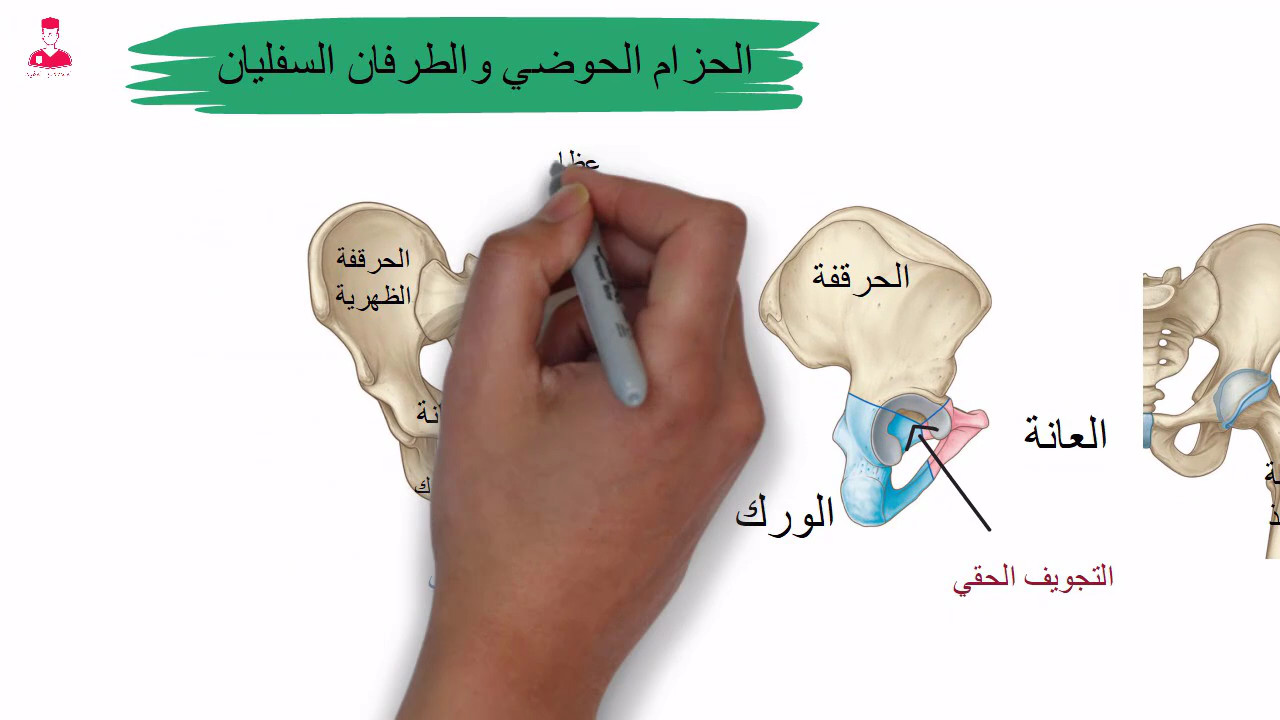 الحزام الحوضي والطرفان السفليان
الحرقفة
الظهرية
الحرقفة
العانة
الورك
التجويف الحقي